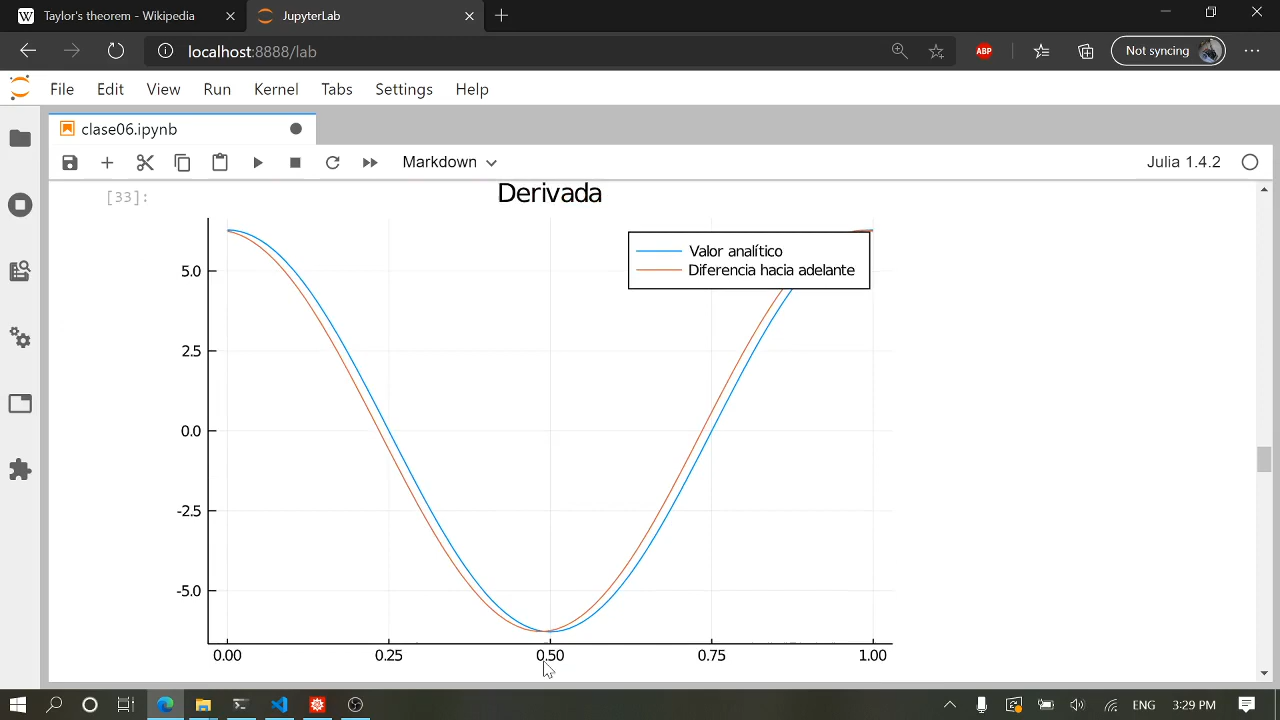 W Taylor's theorem - Wikipedia
JupyterLab
localhost:8888/lab
ABP
Not syncing
File Edit View Run Kernel Tabs Settings Help
clase06.ipynb
Markdown
Julia 1.4.2
[33]:
Derivada
Valor analítico
Diferencia hacia adelante
5.0
2.5
0.0
-2.5
-5.0
0.00 0.25 0.50 0.75 1.00
ENG 3:29 PM